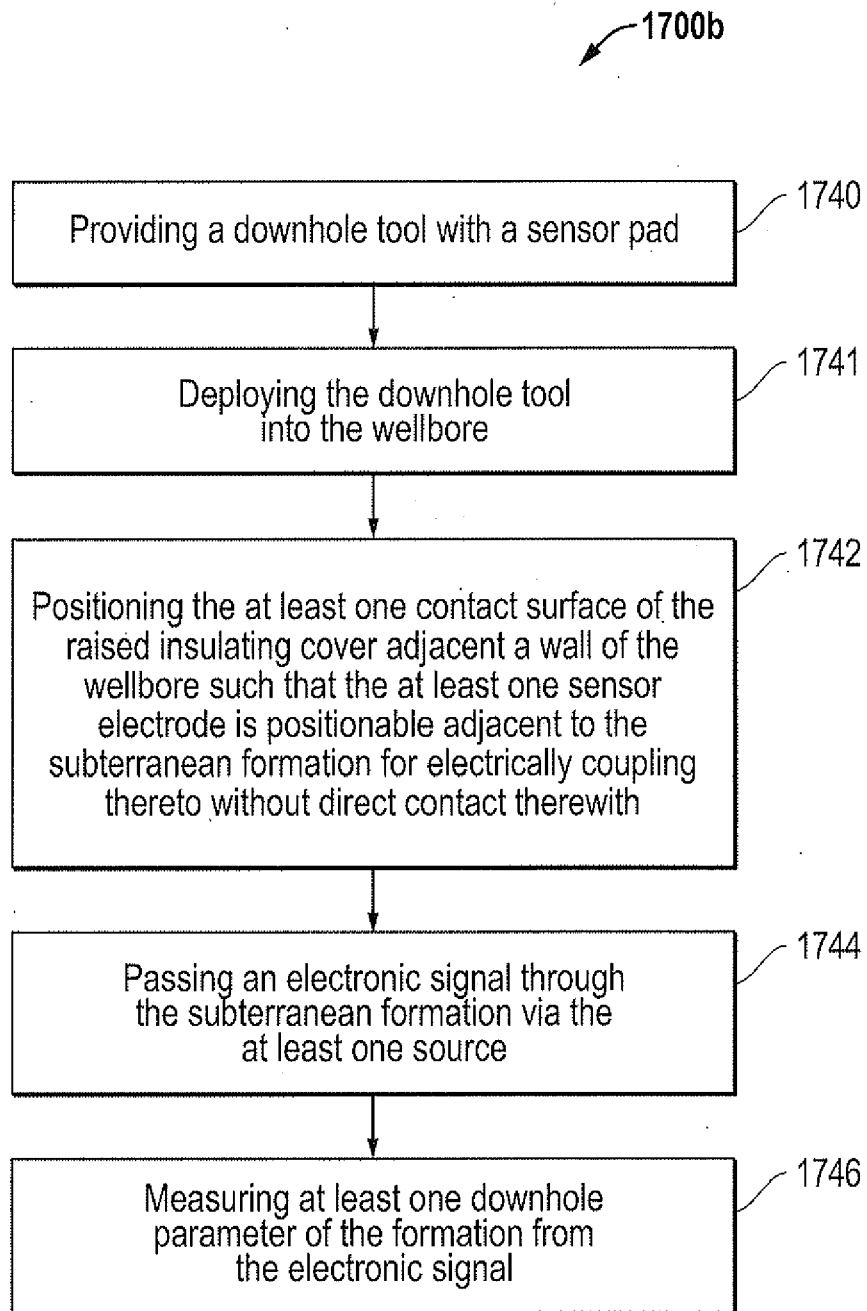 1700b
Providing a downhole tool with a sensor pad
1740
Deploying the downhole tool
into the wellbore
1741
Positioning the at least one contact surface of the
raised insulating cover adjacent a wall of the
wellbore such that the at least one sensor
electrode is positionable adjacent to the
subterranean formation for electrically coupling
thereto without direct contact therewith
1742
Passing an electronic signal through
the subterranean formation via the
at least one source
1744
Measuring at least one downhole
parameter of the formation from
the electronic signal
1746